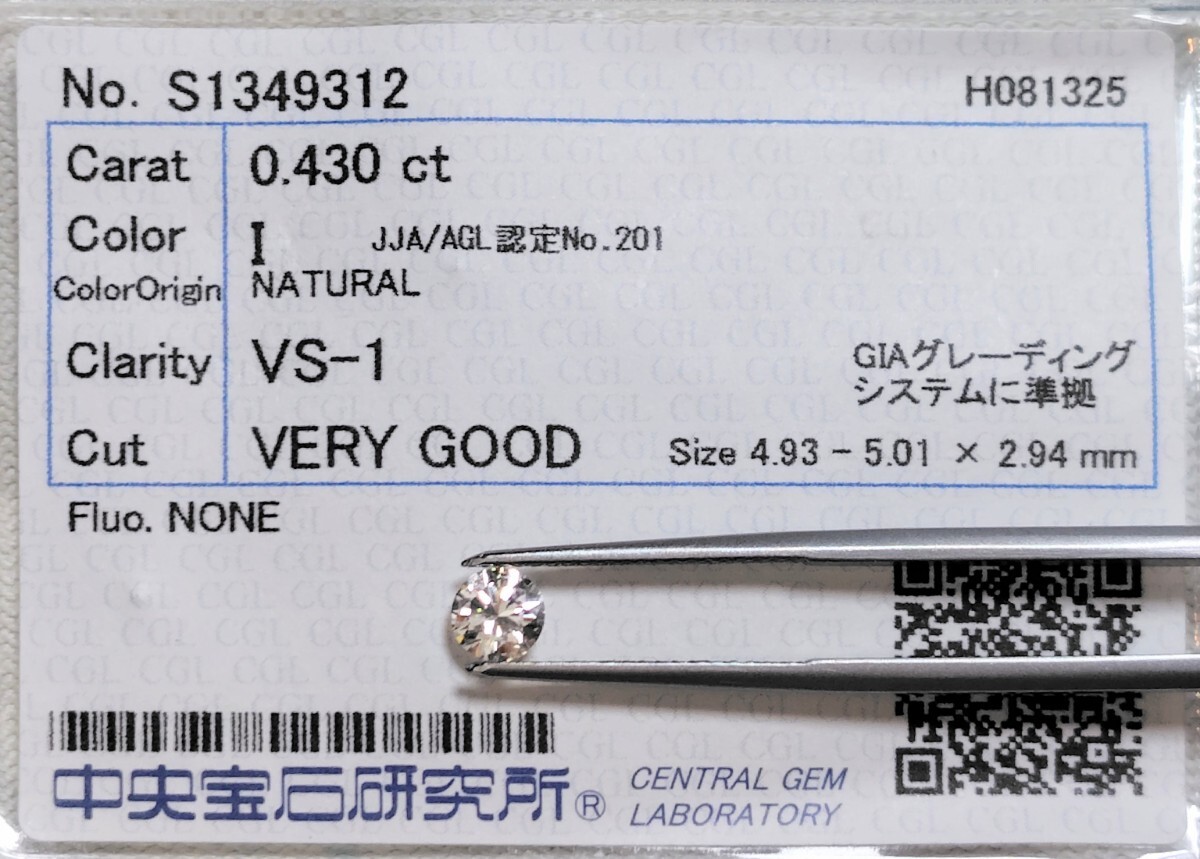 No. S1349312 H081325
Carat 0.430 ct
Color I JJA/AGL認定No.201
ColorOrigin NATURAL
Clarity VS-1 GIAグレーディング
システムに準拠
Cut VERY GOOD Size 4.93 - 5.01 × 2.94 mm
Fluo. NONE
中央宝石研究所® CENTRAL GEM
LABORATORY